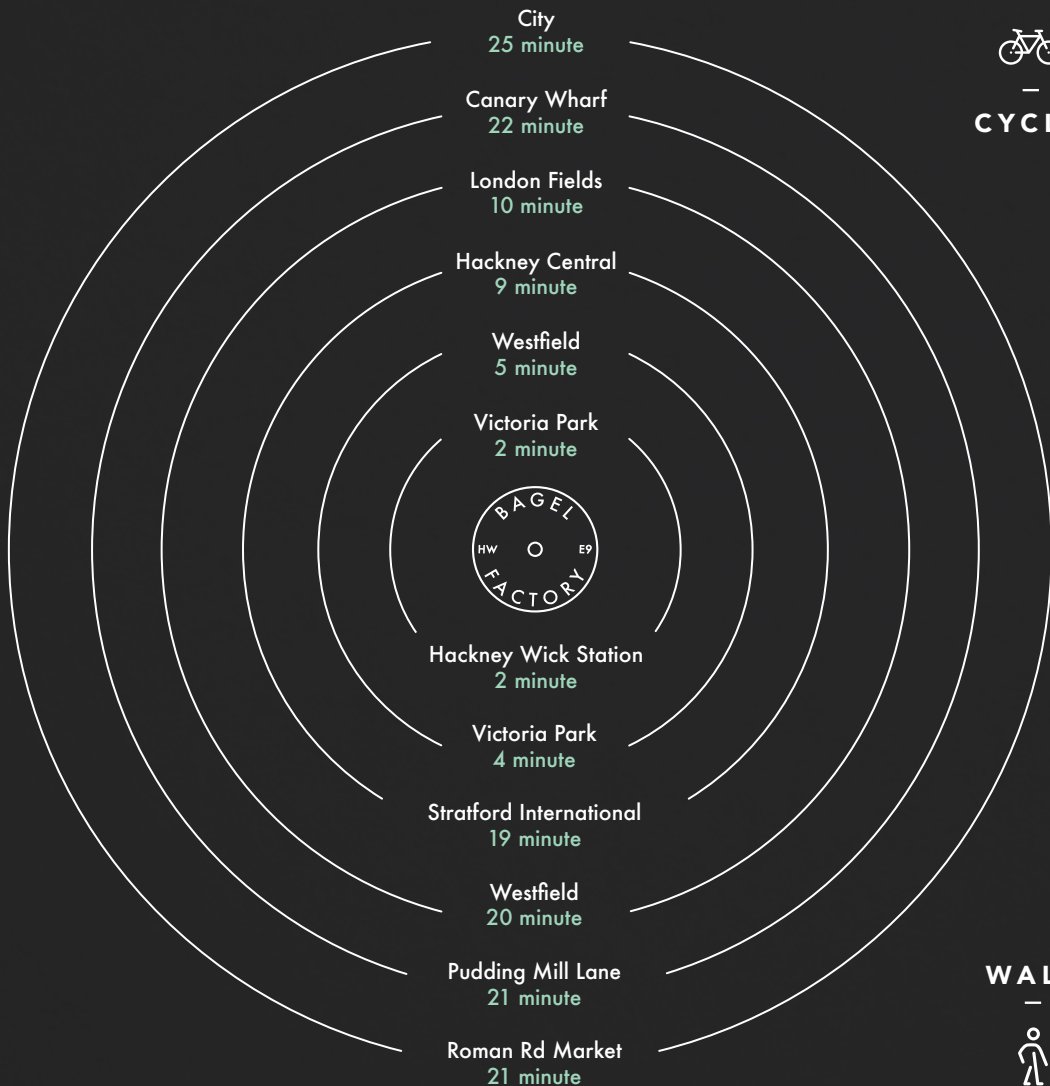 City
25 minute
CYCL
Canary Wharf
22 minute
London Fields
10 minute
Hackney Central
9 minute
Westfield
5 minute
Victoria Park
2 minute
BAGEL
HW E9
FACTORY
Hackney Wick Station
2 minute
Victoria Park
4 minute
Stratford International
19 minute
Westfield
20 minute
Pudding Mill Lane
21 minute
WAL
Roman Rd Market
21 minute